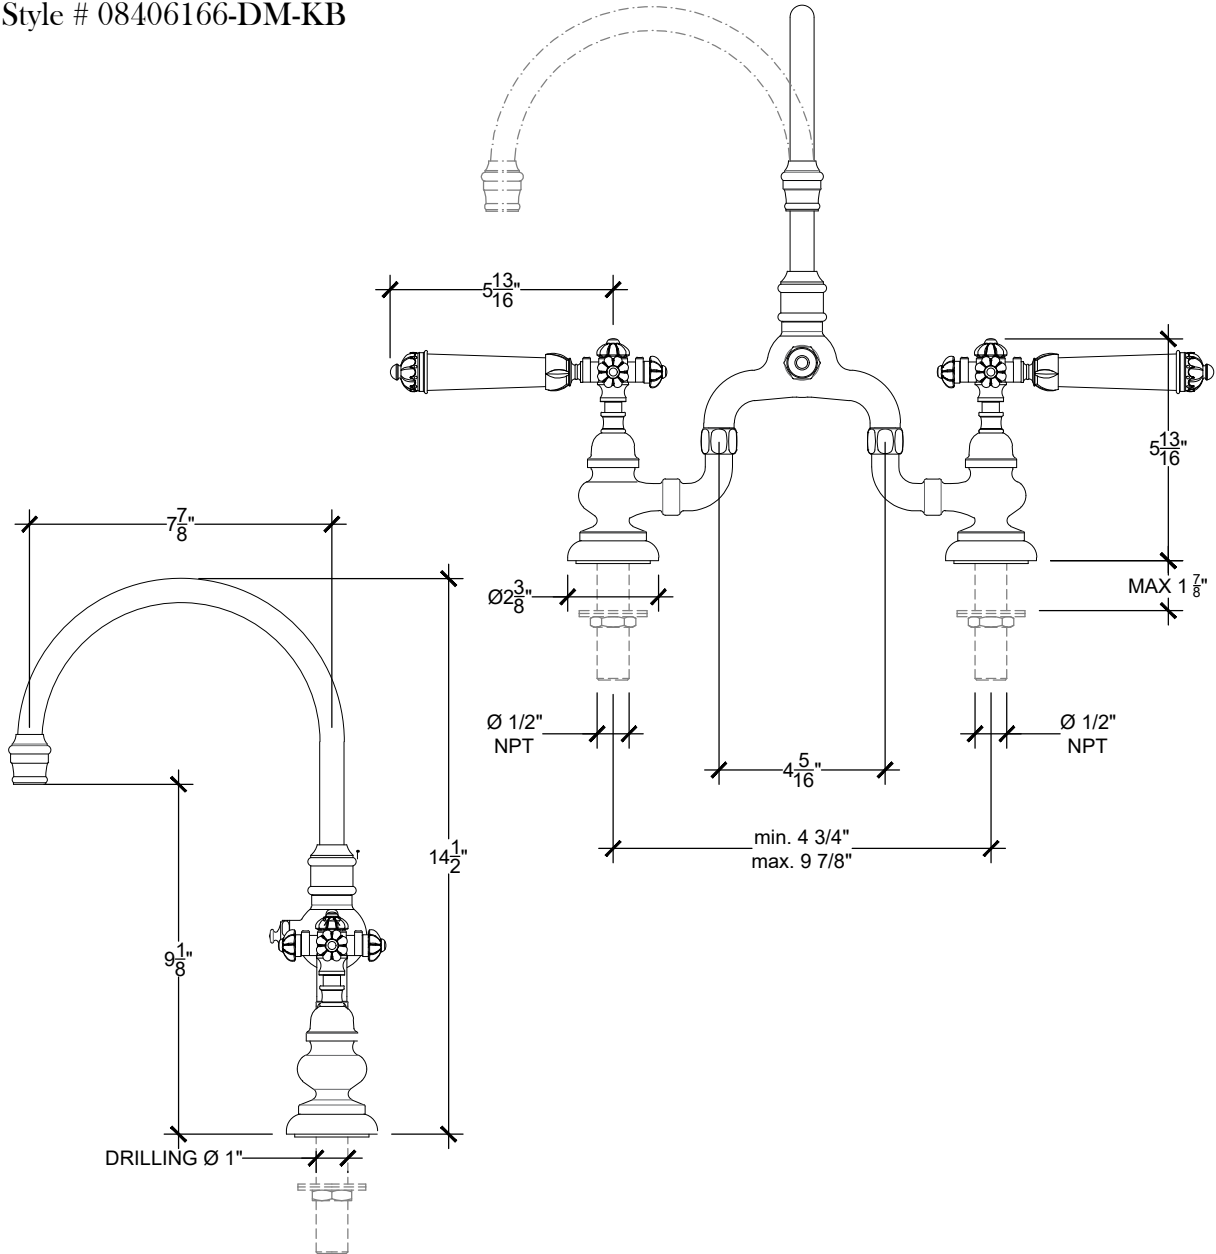 Style # 08406166-DM-KB
5 13/16"
5 13/16"
7 7/8"
Ø2 3/8"
MAX 1 7/8"
Ø 1/2"
NPT
Ø 1/2"
NPT
4 5/16"
min. 4 3/4"
max. 9 7/8"
14 1/2"
9 1/8"
DRILLING Ø 1"